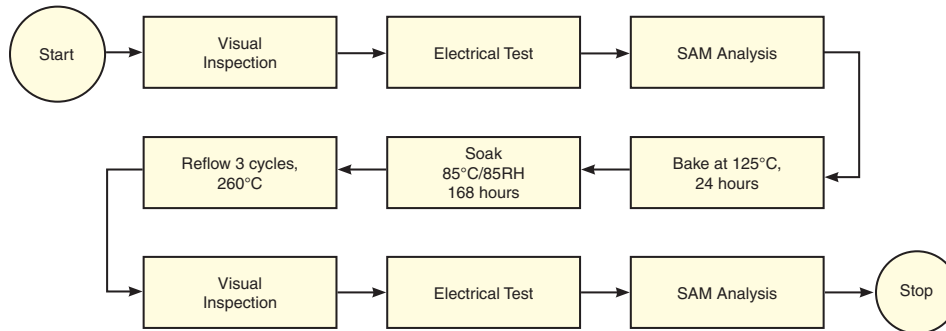 Start
Visual
Inspection
Electrical Test
SAM Analysis
Bake at 125°C,
24 hours
Soak
85°C/85RH
168 hours
Reflow 3 cycles,
260°C
Visual
Inspection
Electrical Test
SAM Analysis
Stop